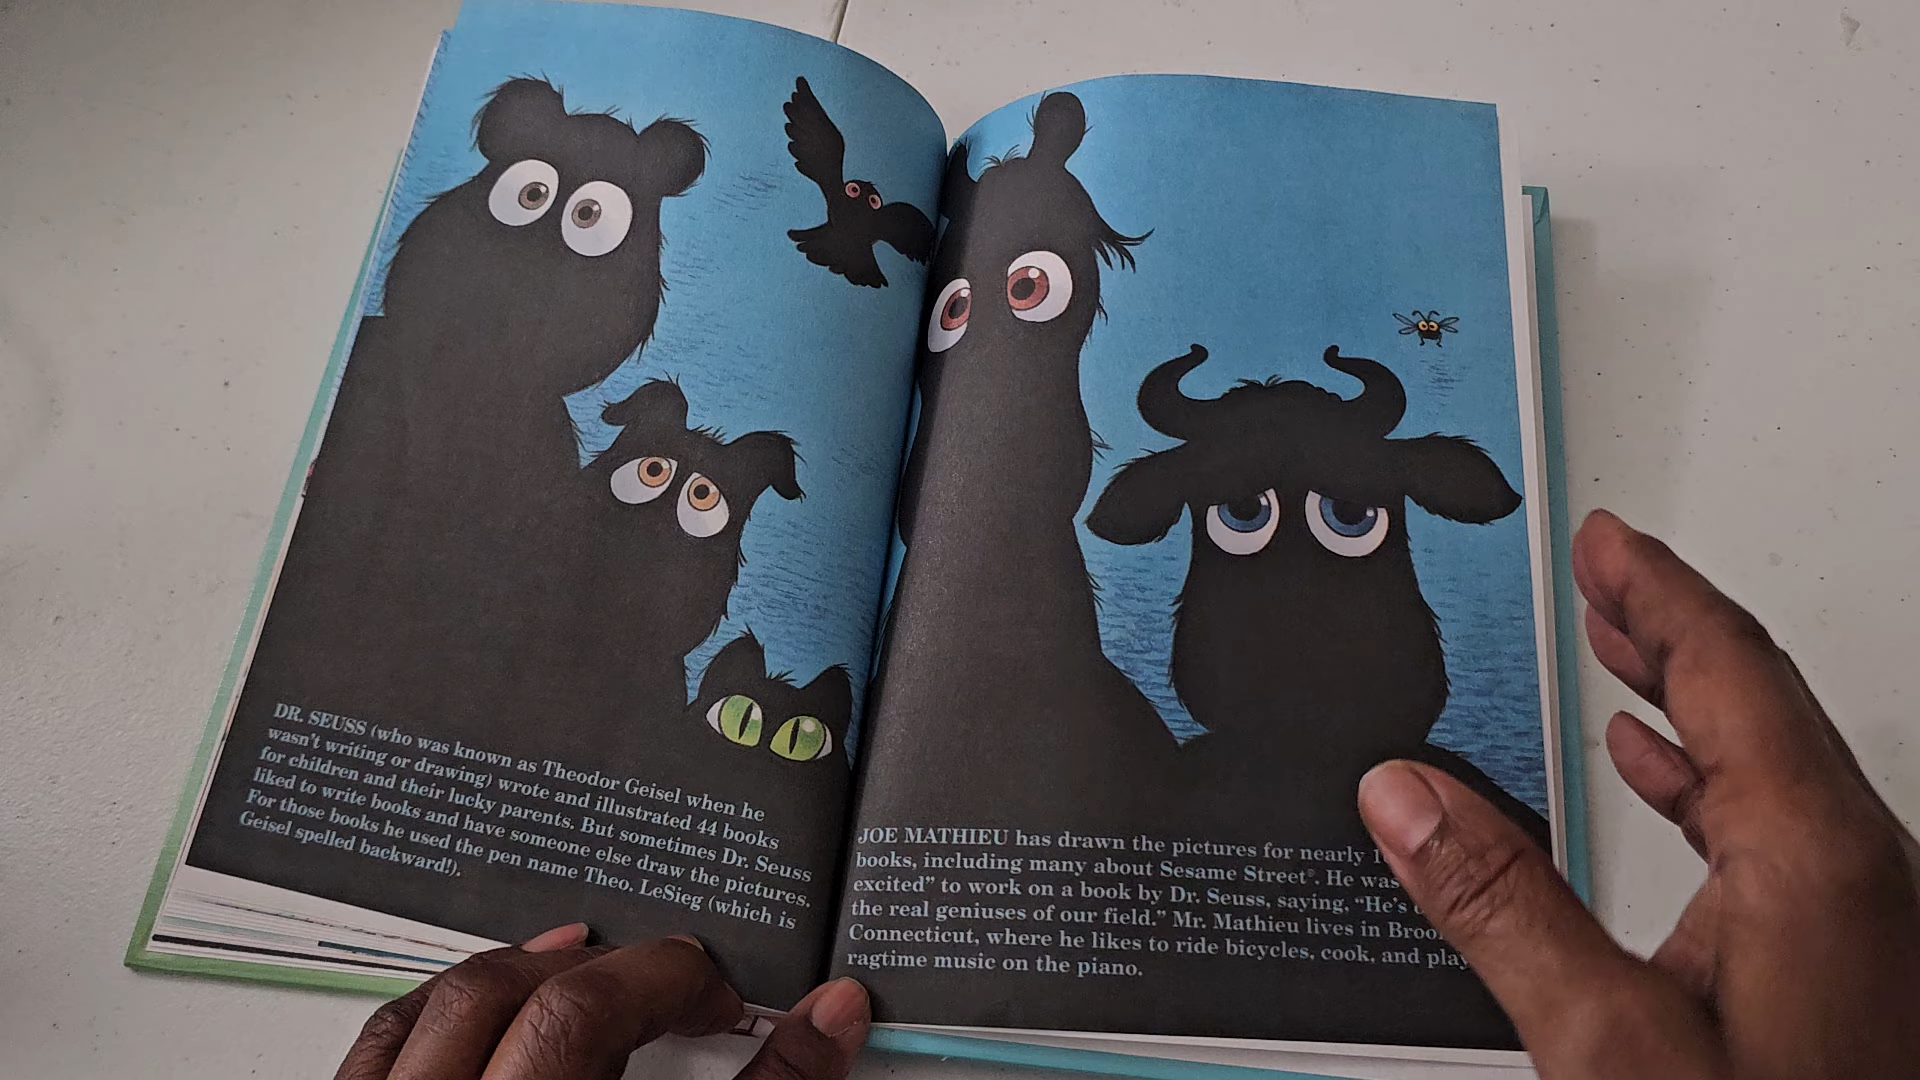 DR. SEUSS (who was known as Theodor Geisel when he
wasn't writing or drawing) wrote and illustrated 44 books
for children and their lucky parents. But sometimes Dr. Seuss
liked to write books and have someone else draw the pictures.
For those books he used the pen name Theo. LeSieg (which is
Geisel spelled backward!).
JOE MATHIEU has drawn the pictures for nearly
books, including many about Sesame Street®. He was
excited” to work on a book by Dr. Seuss, saying, “He's
the real geniuses of our field.” Mr. Mathieu lives in
Connecticut, where he likes to ride bicycles, cook, and play
ragtime music on the piano.